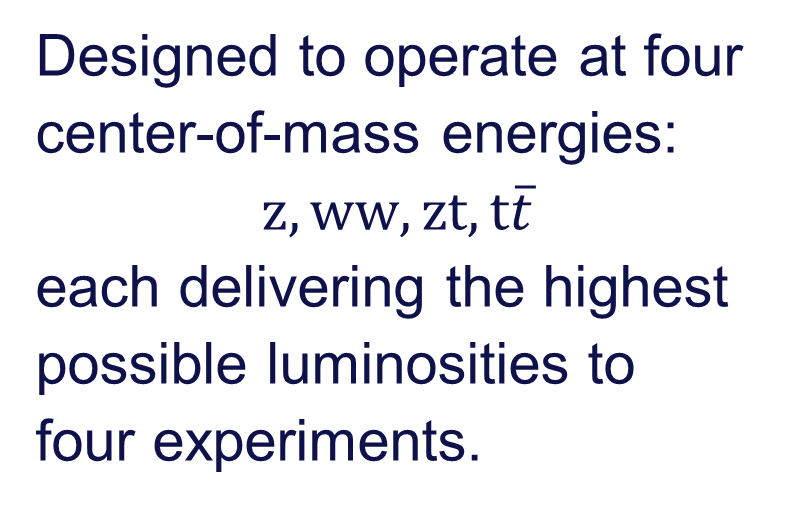 Designed to operate at four
center-of-mass energies:
z, ww, zt, tt̄
each delivering the highest
possible luminosities to
four experiments.